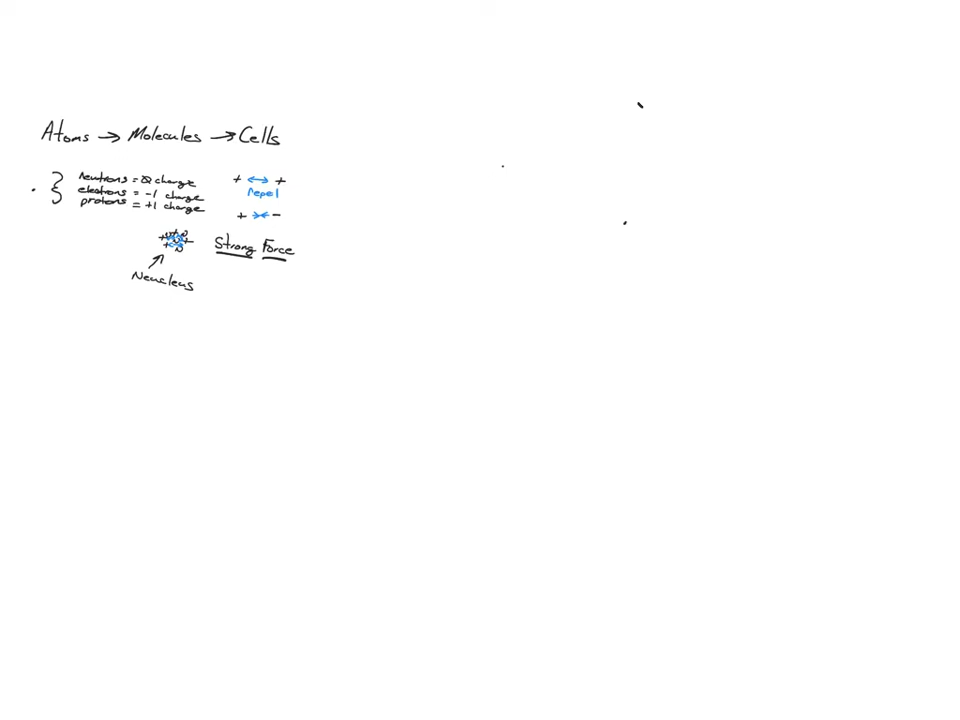 Atoms → Molecules → Cells
neutrons = 0 charge
electrons = -1 charge
protons = +1 charge
+ ↔ +
repel
+ →← -
Strong Force
Neucleus